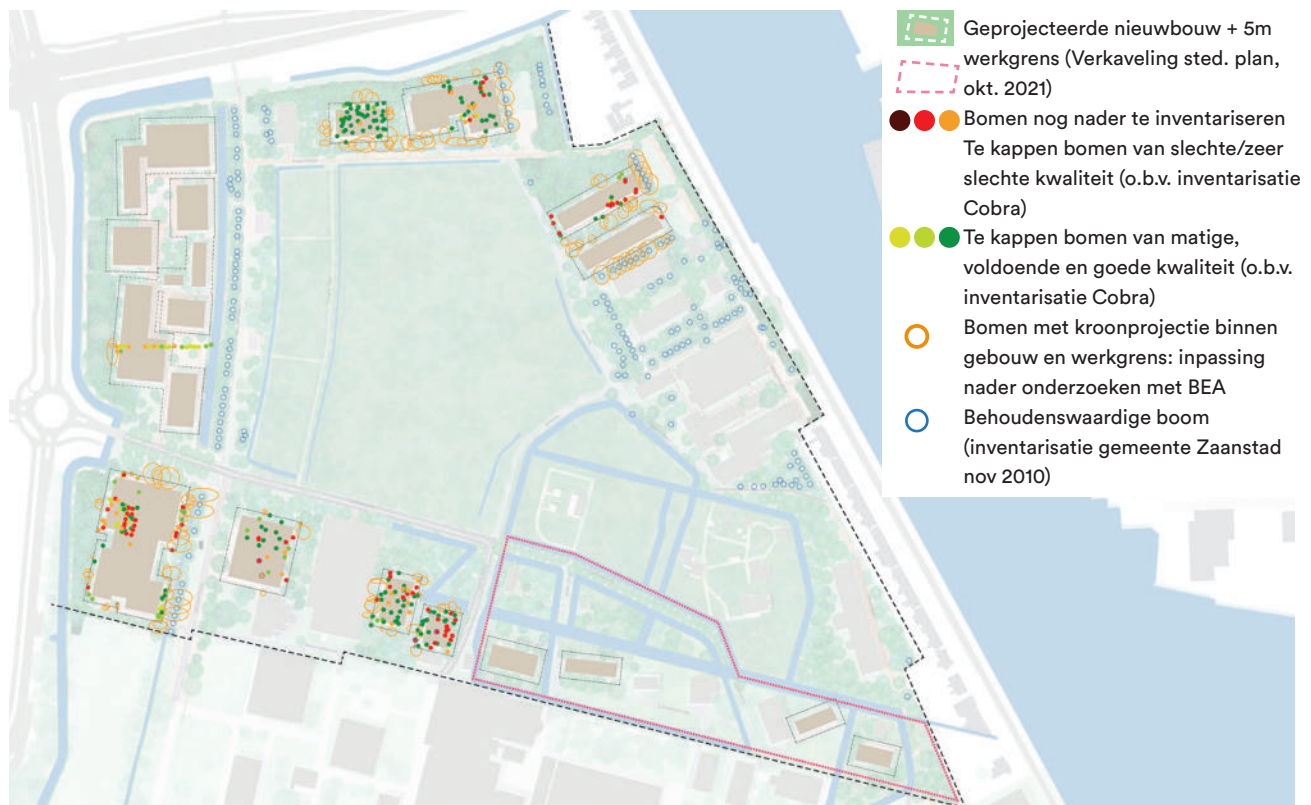 Geprojecteerde nieuwbouw + 5m
werkgrens (Verkaveling sted. plan,
okt. 2021)
Bomen nog nader te inventariseren
Te kappen bomen van slechte/zeer
slechte kwaliteit (o.b.v. inventarisatie
Cobra)
Te kappen bomen van matige,
voldoende en goede kwaliteit (o.b.v.
inventarisatie Cobra)
Bomen met kroonprojectie binnen
gebouw en werkgrens: inpassing
nader onderzoeken met BEA
Behoudenswaardige boom
(inventarisatie gemeente Zaanstad
nov 2010)